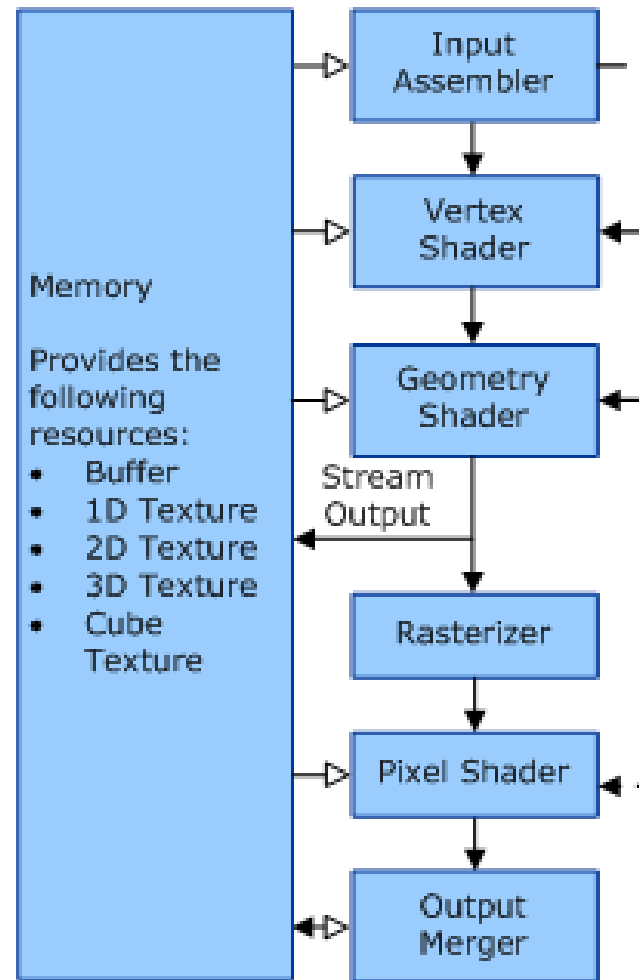 Memory
Provides the
following
resources:
• Buffer
• 1D Texture
• 2D Texture
• 3D Texture
• Cube
Texture
Input
Assembler
Vertex
Shader
Geometry
Shader
Stream
Output
Rasterizer
Pixel Shader
Output
Merger